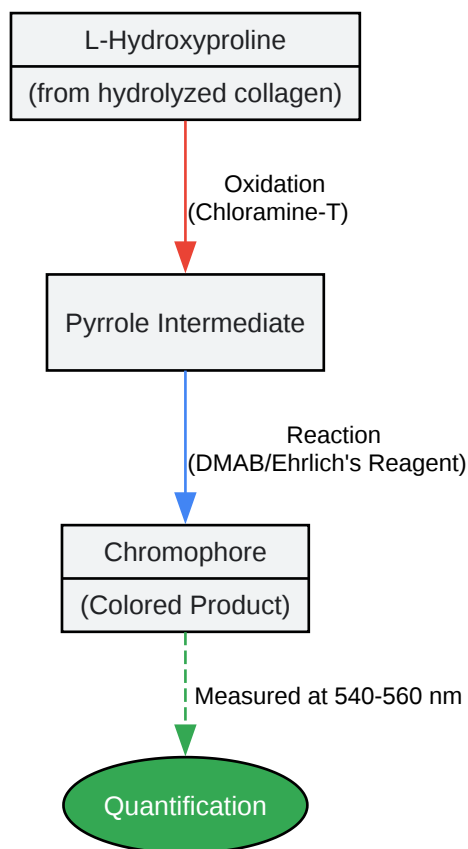 L-Hydroxyproline
(from hydrolyzed collagen)
Oxidation
(Chloramine-T)
Pyrrole Intermediate
Reaction
(DMAB/Ehrlich's Reagent)
Chromophore
(Colored Product)
Measured at 540-560 nm
Quantification